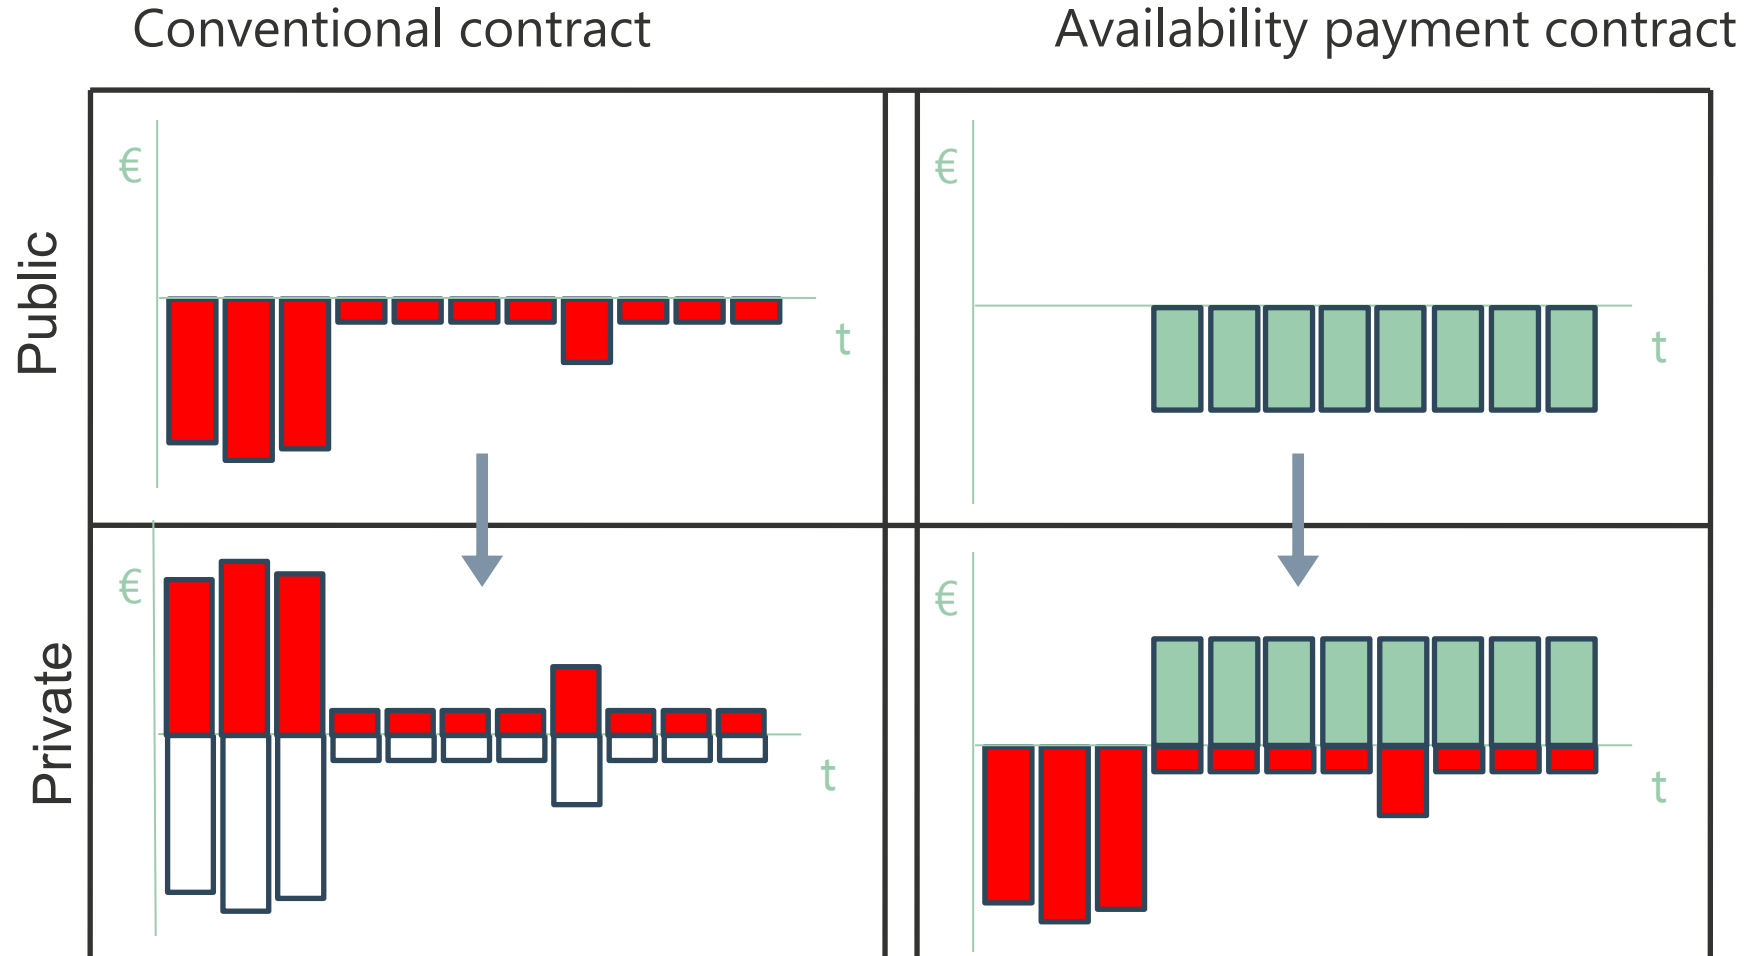 Conventional contract
Availability payment contract
Public
€
t
€
t
Private
€
t
€
t